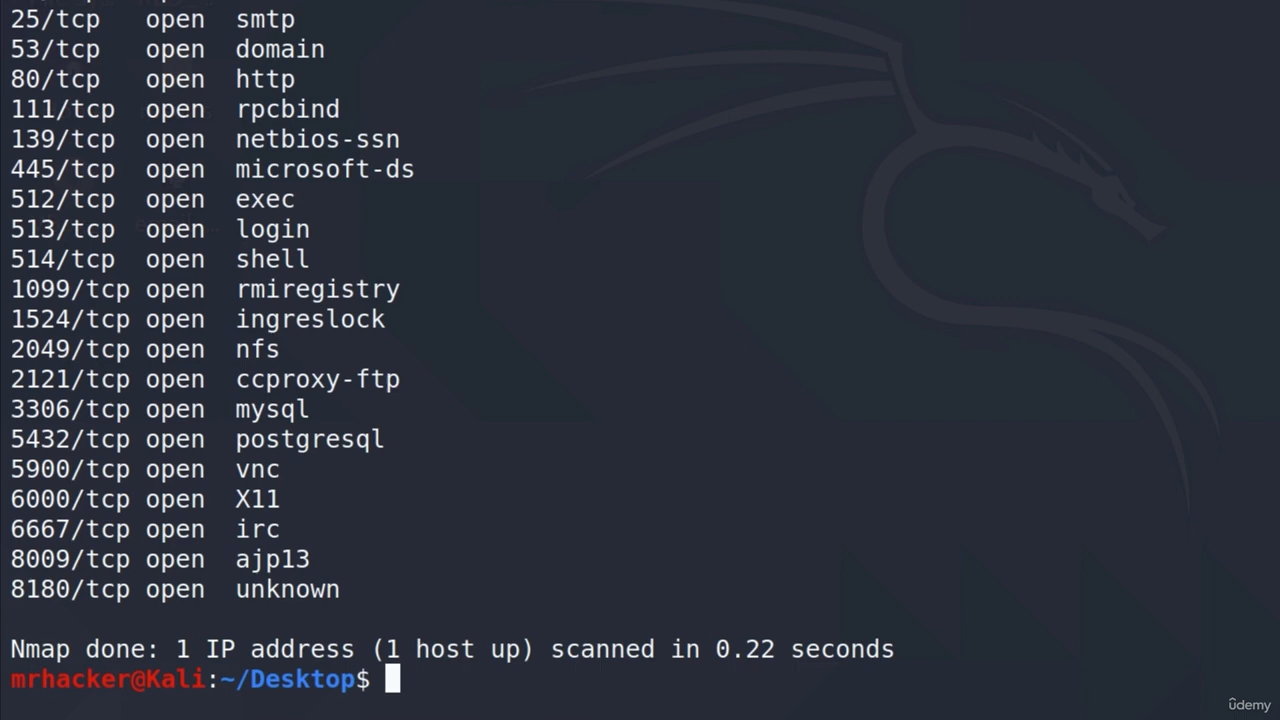 25/tcp   open  smtp
53/tcp   open  domain
80/tcp   open  http
111/tcp  open  rpcbind
139/tcp  open  netbios-ssn
445/tcp  open  microsoft-ds
512/tcp  open  exec
513/tcp  open  login
514/tcp  open  shell
1099/tcp open  rmiregistry
1524/tcp open  ingreslock
2049/tcp open  nfs
2121/tcp open  ccproxy-ftp
3306/tcp open  mysql
5432/tcp open  postgresql
5900/tcp open  vnc
6000/tcp open  X11
6667/tcp open  irc
8009/tcp open  ajp13
8180/tcp open  unknown
Nmap done: 1 IP address (1 host up) scanned in 0.22 seconds
mrhacker@Kali:~/Desktop$
ûdemy